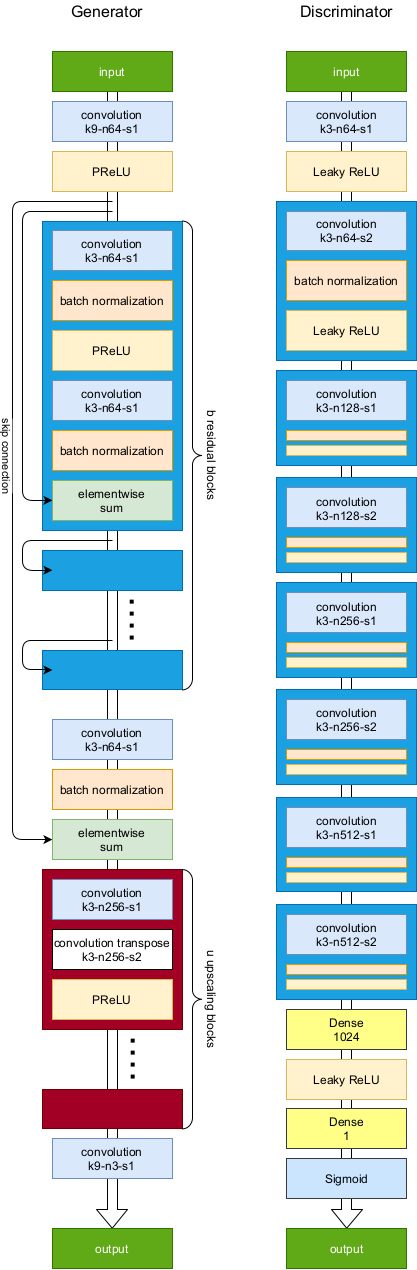 Generator
input
convolution
k9-n64-s1
PReLU
convolution
k3-n64-s1
batch normalization
PReLU
convolution
k3-n64-s1
batch normalization
elementwise
sum
skip connection
b residual blocks
convolution
k3-n64-s1
batch normalization
elementwise
sum
convolution
k3-n256-s1
convolution transpose
k3-n256-s2
PReLU
u upscaling blocks
convolution
k9-n3-s1
output
Discriminator
input
convolution
k3-n64-s1
Leaky ReLU
convolution
k3-n64-s2
batch normalization
Leaky ReLU
convolution
k3-n128-s1
convolution
k3-n128-s2
convolution
k3-n256-s1
convolution
k3-n256-s2
convolution
k3-n512-s1
convolution
k3-n512-s2
Dense
1024
Leaky ReLU
Dense
1
Sigmoid
output